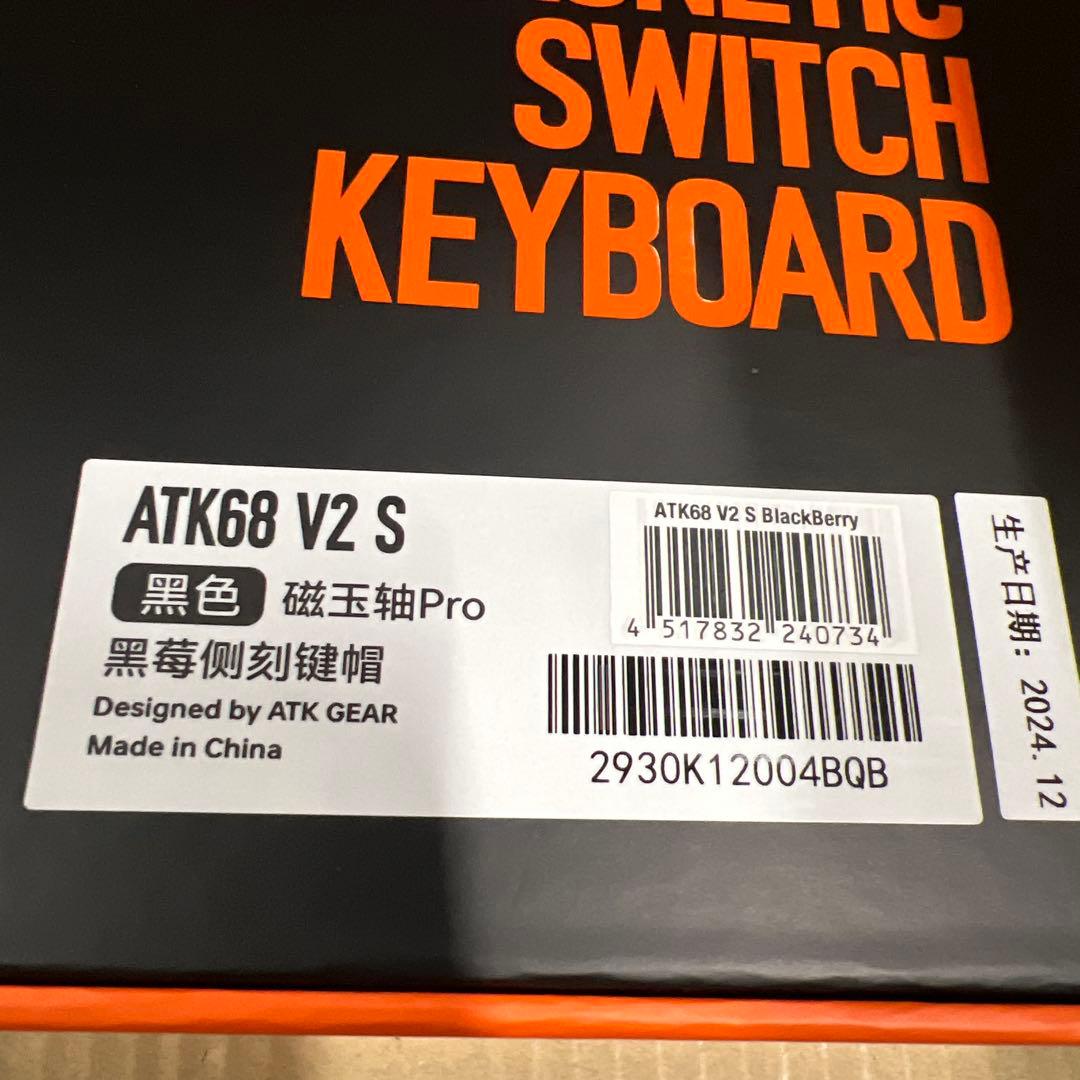 SWITCH
KEYBOARD
ATK68 V2 S
黑色 磁玉轴Pro
黑莓侧刻键帽
Designed by ATK GEAR
Made in China
ATK68 V2 S BlackBerry
4 517832 240734
2930K12004BQB
生产日期: 2024.12